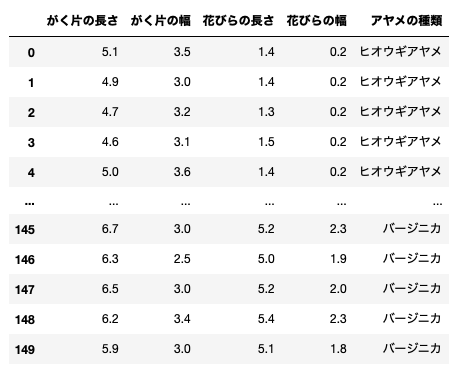 がく片の長さ がく片の幅 花びらの長さ 花びらの幅 アヤメの種類
0 5.1 3.5 1.4 0.2 ヒオウギアヤメ
1 4.9 3.0 1.4 0.2 ヒオウギアヤメ
2 4.7 3.2 1.3 0.2 ヒオウギアヤメ
3 4.6 3.1 1.5 0.2 ヒオウギアヤメ
4 5.0 3.6 1.4 0.2 ヒオウギアヤメ
... ... ... ... ... ...
145 6.7 3.0 5.2 2.3 バージニカ
146 6.3 2.5 5.0 1.9 バージニカ
147 6.5 3.0 5.2 2.0 バージニカ
148 6.2 3.4 5.4 2.3 バージニカ
149 5.9 3.0 5.1 1.8 バージニカ